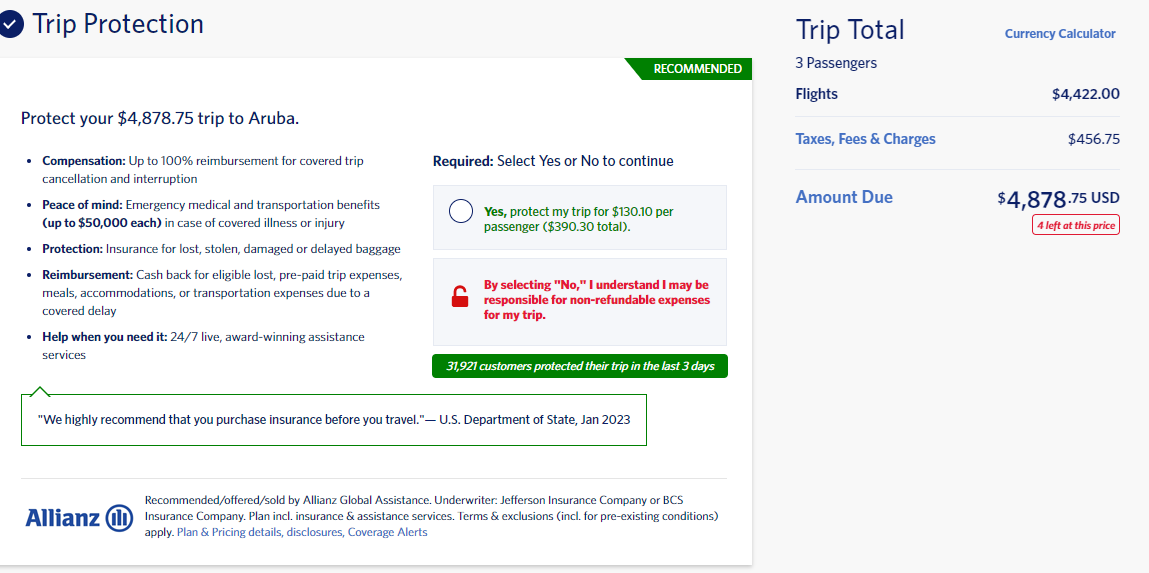 Trip Protection
RECOMMENDED
Protect your $4,878.75 trip to Aruba.
Compensation: Up to 100% reimbursement for covered trip
cancellation and interruption
Peace of mind: Emergency medical and transportation benefits
(up to $50,000 each) in case of covered illness or injury
Protection: Insurance for lost, stolen, damaged or delayed baggage
Reimbursement: Cash back for eligible lost, pre-paid trip expenses,
meals, accommodations, or transportation expenses due to a
covered delay
Help when you need it: 24/7 live, award-winning assistance
services
Required: Select Yes or No to continue
Yes, protect my trip for $130.10 per
passenger ($390.30 total).
By selecting "No," I understand I may be
responsible for non-refundable expenses
for my trip.
31,921 customers protected their trip in the last 3 days
"We highly recommend that you purchase insurance before you travel."— U.S. Department of State, Jan 2023
Allianz
Recommended/offered/sold by Allianz Global Assistance. Underwriter: Jefferson Insurance Company or BCS
Insurance Company. Plan incl. insurance & assistance services. Terms & exclusions (incl. for pre-existing conditions)
apply. Plan & Pricing details, disclosures, Coverage Alerts
Trip Total
Currency Calculator
3 Passengers
Flights $4,422.00
Taxes, Fees & Charges $456.75
Amount Due $4,878.75 USD
4 left at this price